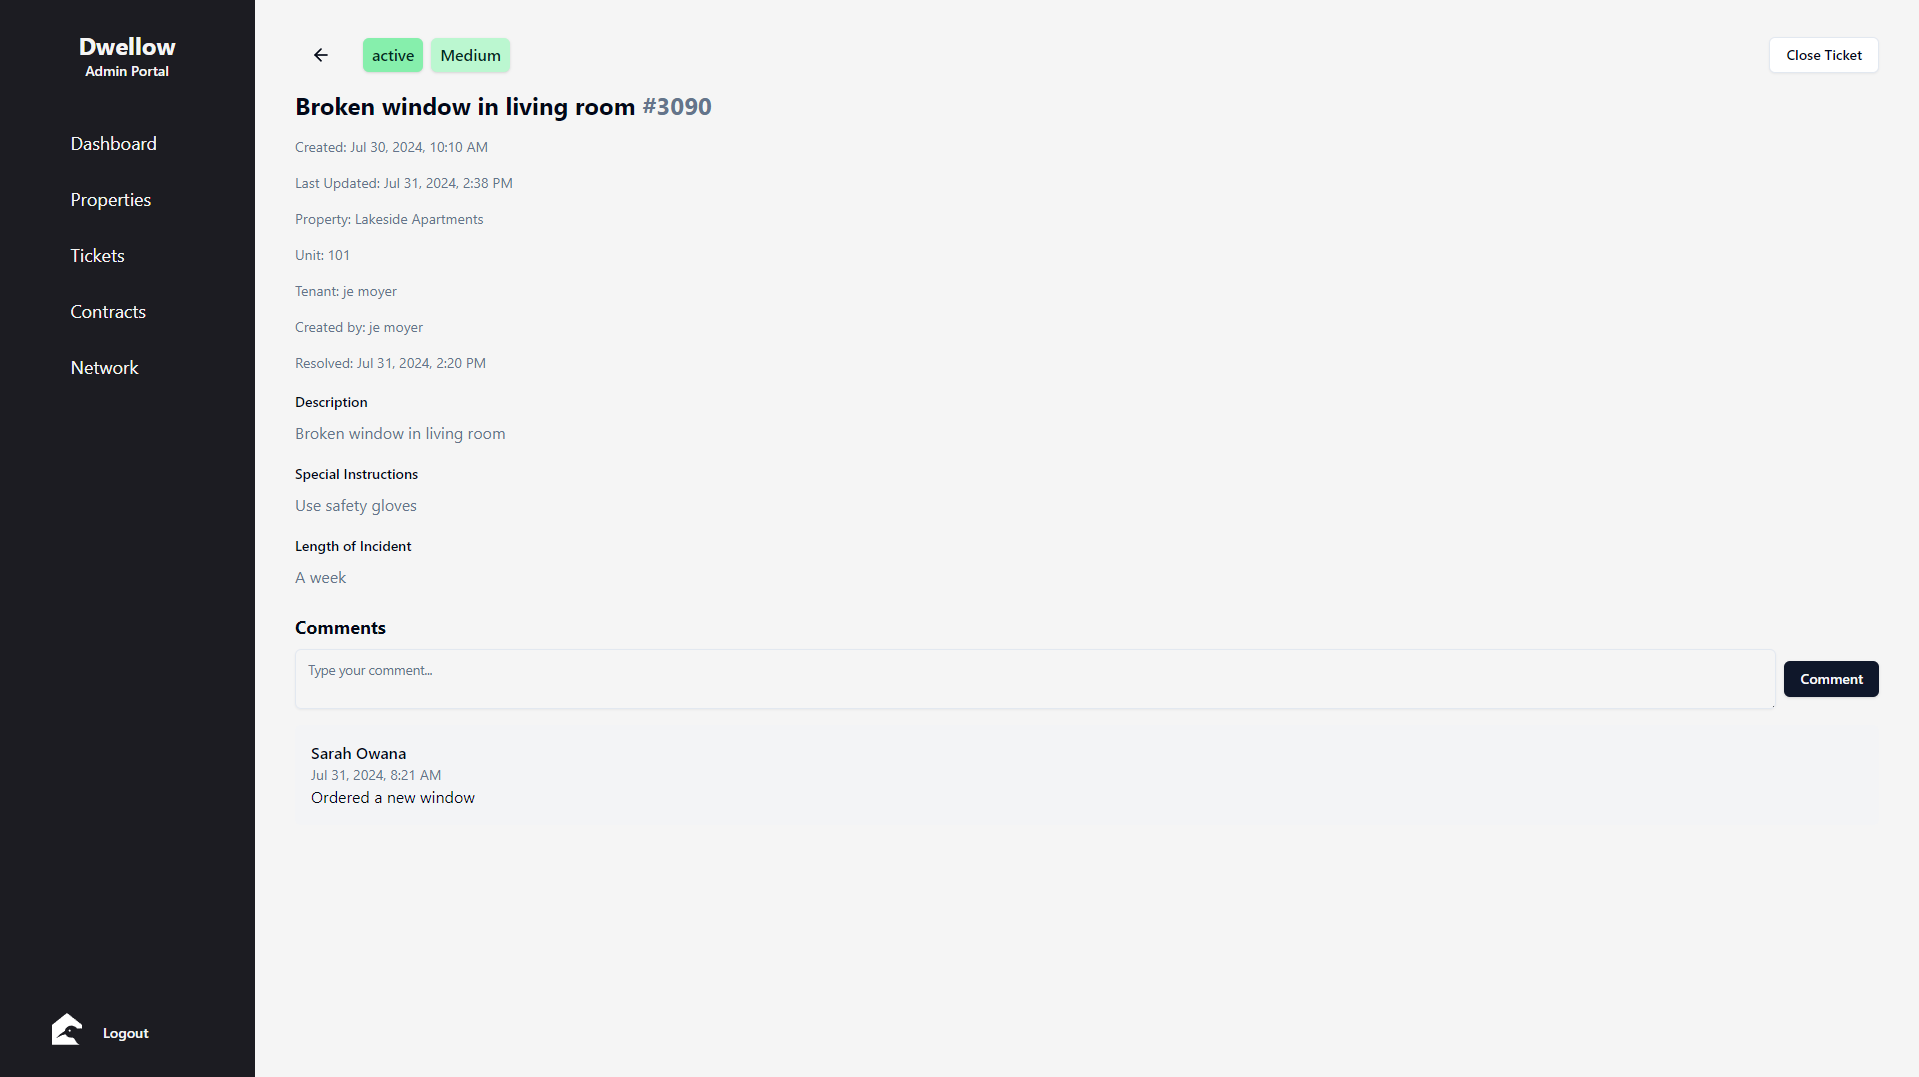 Dwellow
Admin Portal
Dashboard
Properties
Tickets
Contracts
Network
Logout
active
Medium
Close Ticket
Broken window in living room #3090
Created: Jul 30, 2024, 10:10 AM
Last Updated: Jul 31, 2024, 2:38 PM
Property: Lakeside Apartments
Unit: 101
Tenant: je moyer
Created by: je moyer
Resolved: Jul 31, 2024, 2:20 PM
Description
Broken window in living room
Special Instructions
Use safety gloves
Length of Incident
A week
Comments
Type your comment...
Comment
Sarah Owana
Jul 31, 2024, 8:21 AM
Ordered a new window